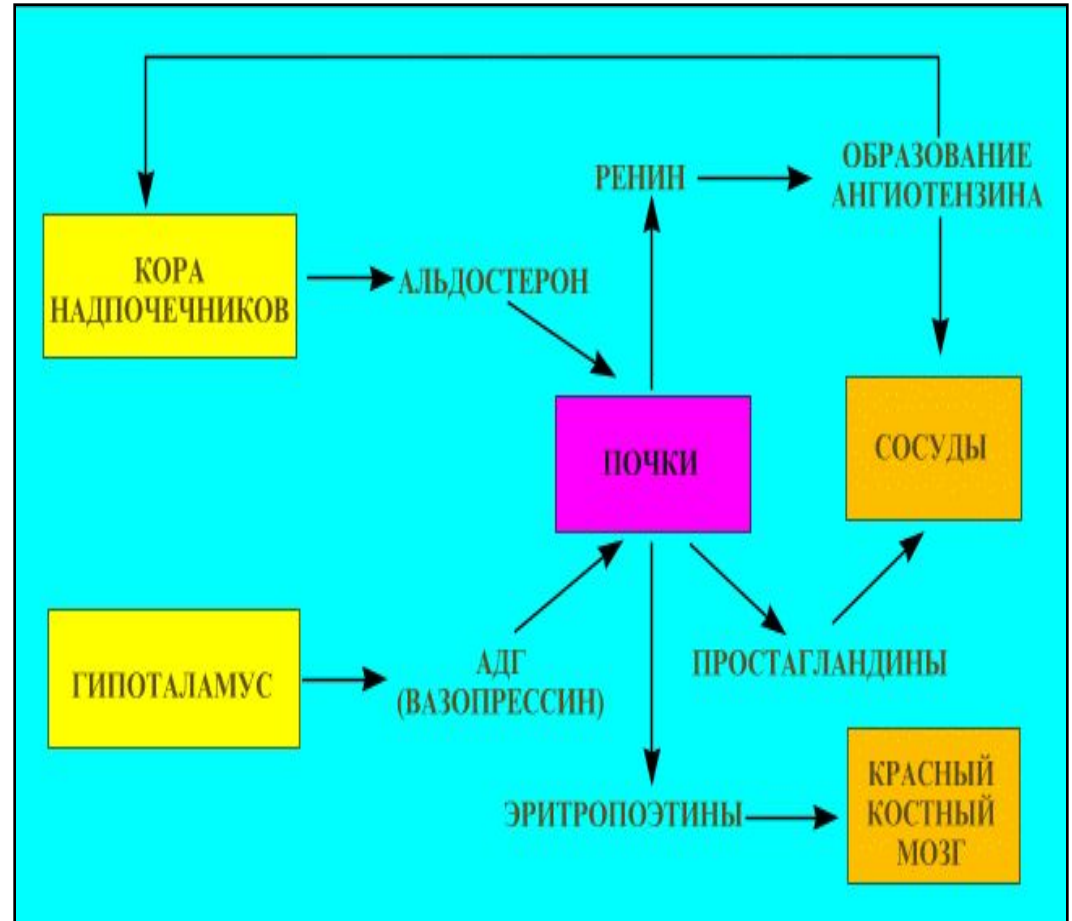 РЕНИН
ОБРАЗОВАНИЕ
АНГИОТЕНЗИНА
КОРА
НАДПОЧЕЧНИКОВ
АЛЬДОСТЕРОН
ПОЧКИ
СОСУДЫ
ГИПОТАЛАМУС
АДГ
(ВАЗОПРЕССИН)
ПРОСТАГЛАНДИНЫ
ЭРИТРОПОЭТИНЫ
КРАСНЫЙ
КОСТНЫЙ
МОЗГ